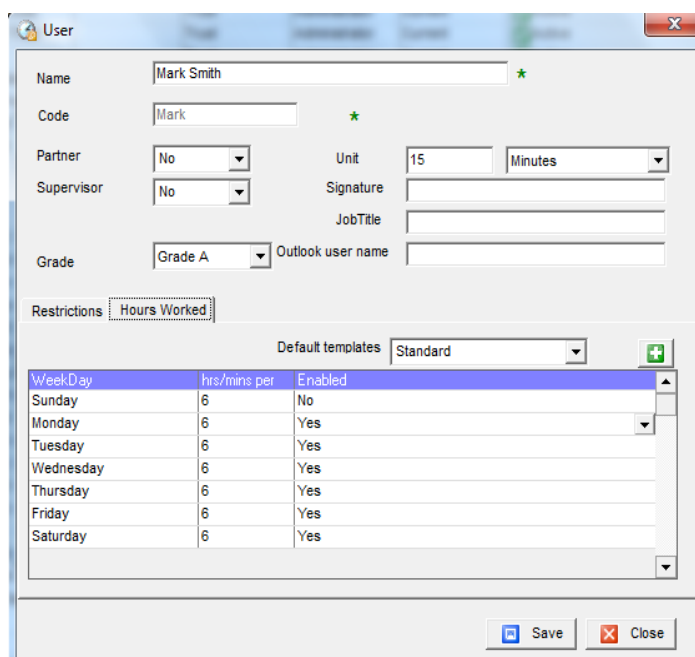 User
Name Mark Smith *
Code Mark *
Partner No Unit 15 Minutes
Supervisor No Signature
JobTitle
Grade Grade A Outlook user name
Restrictions Hours Worked
Default templates Standard
WeekDay hrs/mins per Enabled
Sunday 6 No
Monday 6 Yes
Tuesday 6 Yes
Wednesday 6 Yes
Thursday 6 Yes
Friday 6 Yes
Saturday 6 Yes
Save Close